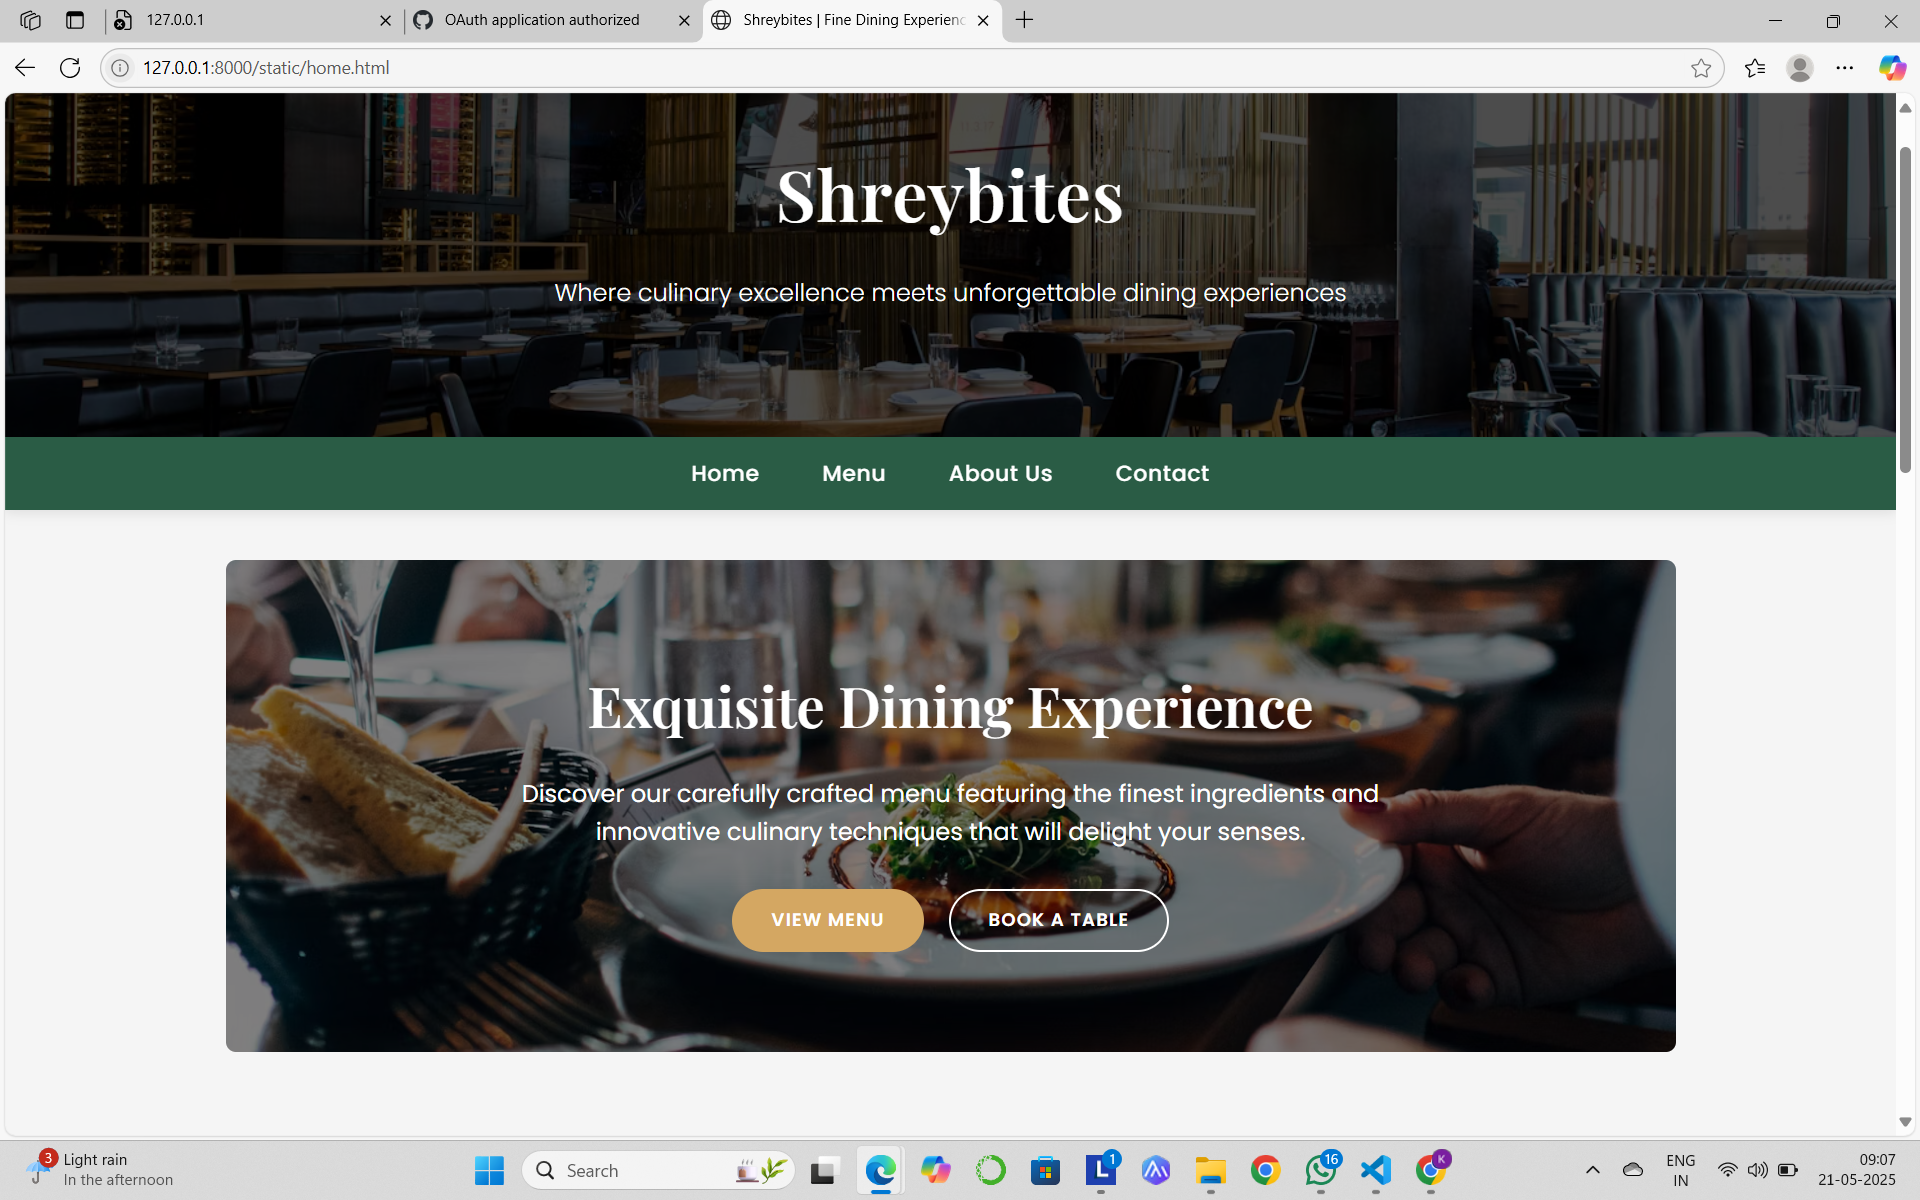 127.0.0.1
OAuth application authorized
Shreybites | Fine Dining Experienc
127.0.0.1:8000/static/home.html
Shreybites
Where culinary excellence meets unforgettable dining experiences
Home Menu About Us Contact
Exquisite Dining Experience
Discover our carefully crafted menu featuring the finest ingredients and
innovative culinary techniques that will delight your senses.
VIEW MENU BOOK A TABLE
3
Light rain
In the afternoon
Search
L 1
16
K
ENG
IN
09:07
21-05-2025